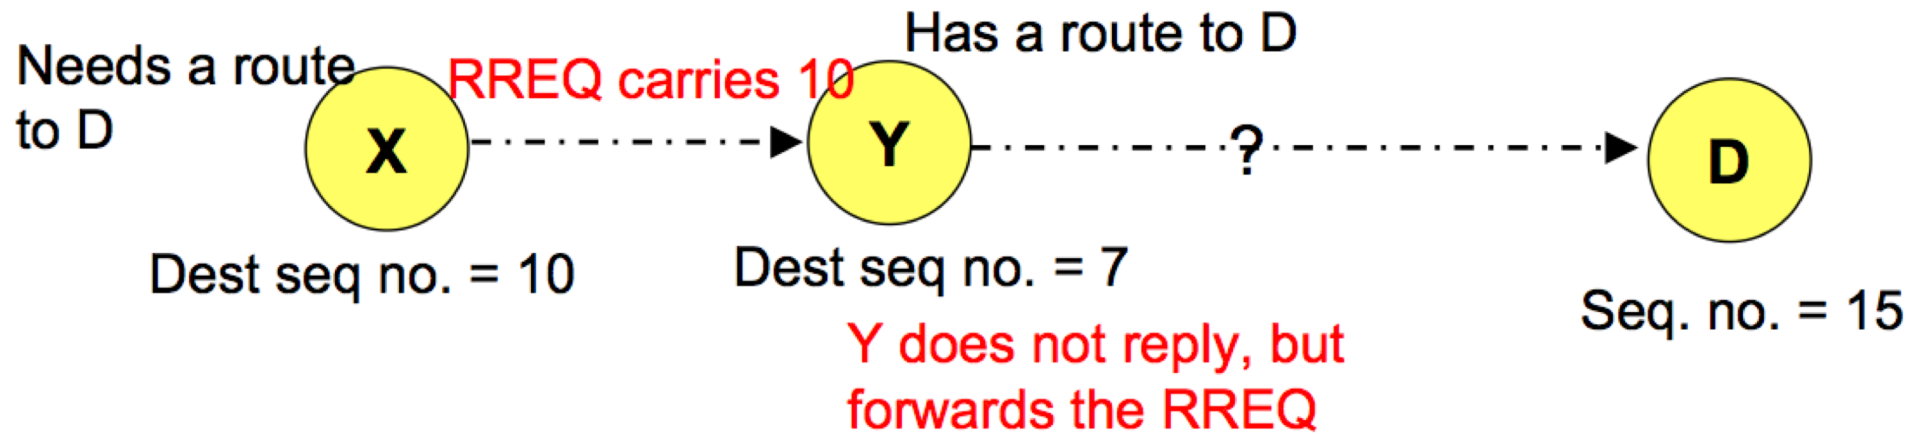 Has a route to D
Needs a route
to D
RREQ carries 10
X
Y
?
D
Dest seq no. = 10
Dest seq no. = 7
Seq. no. = 15
Y does not reply, but
forwards the RREQ